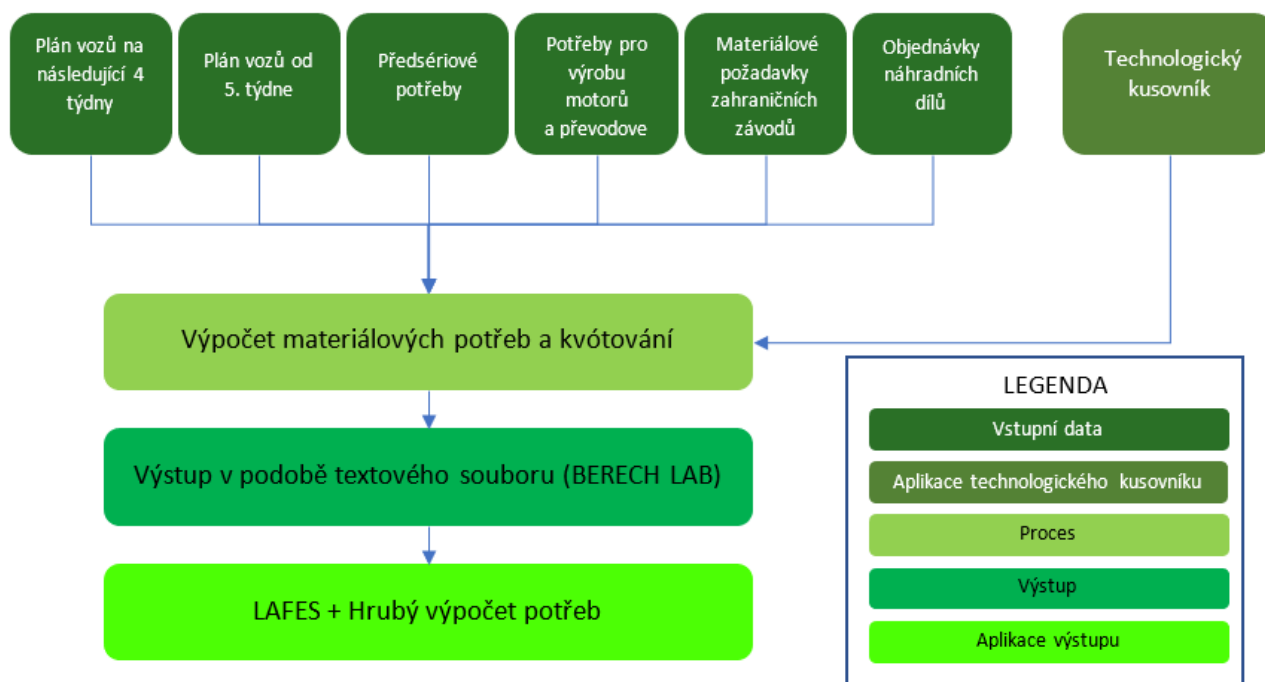 Plán vozů na
následující 4
týdny
Plán vozů od
5. týdne
Předsériové
potřeby
Potřeby pro
výrobu
motorů
a převodove
Materiálové
požadavky
zahraničních
závodů
Objednávky
náhradních
dílů
Technologický
kusovník
Výpočet materiálových potřeb a kvótování
Výstup v podobě textového souboru (BERECH LAB)
LAFES + Hrubý výpočet potřeb
LEGENDA
Vstupní data
Aplikace technologického kusovníku
Proces
Výstup
Aplikace výstupu